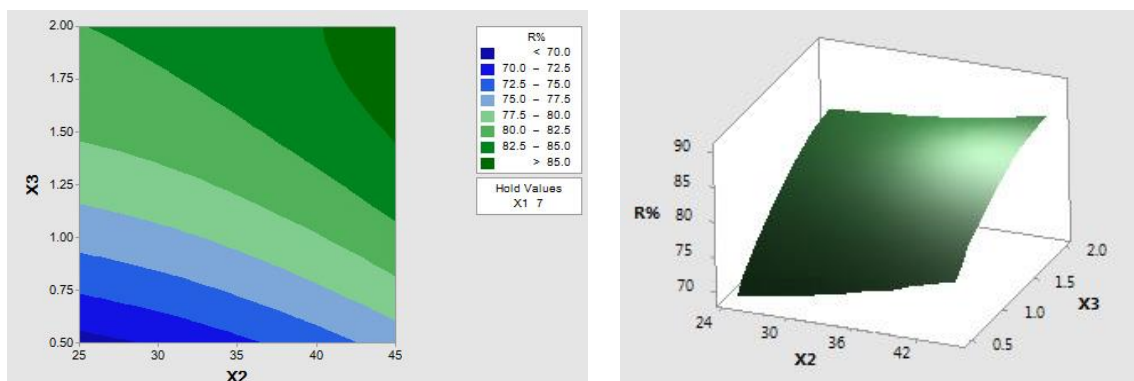 2.00
1.75
1.50
1.25
1.00
0.75
0.50
X3
25
30
35
40
45
X2
R%
< 70.0
70.0 – 72.5
72.5 – 75.0
75.0 – 77.5
77.5 – 80.0
80.0 – 82.5
82.5 – 85.0
> 85.0
Hold Values
X1 7
90
85
80
75
70
R%
24
30
36
42
X2
0.5
1.0
1.5
2.0
X3